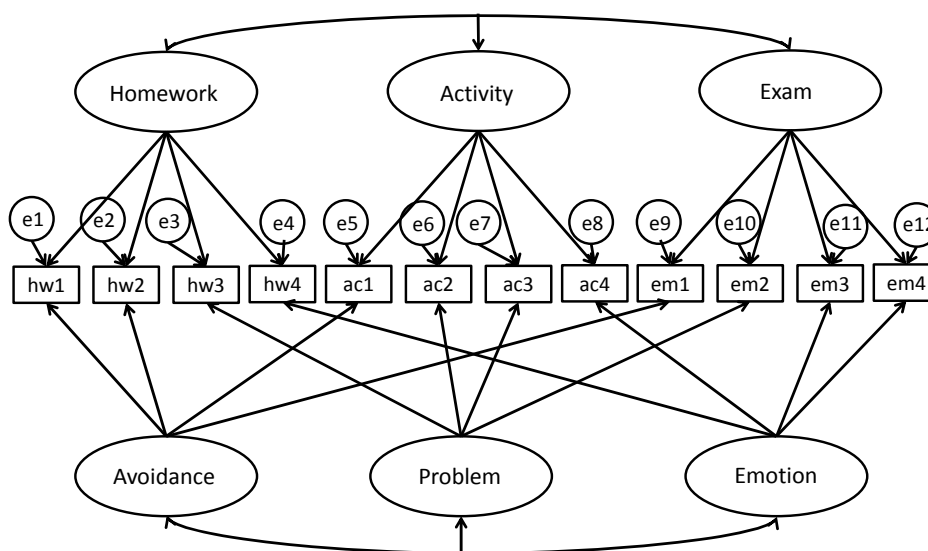 Homework Activity Exam
e1 e2 e3 e4 e5 e6 e7 e8 e9 e10 e11 e12
hw1 hw2 hw3 hw4 ac1 ac2 ac3 ac4 em1 em2 em3 em4
Avoidance Problem Emotion